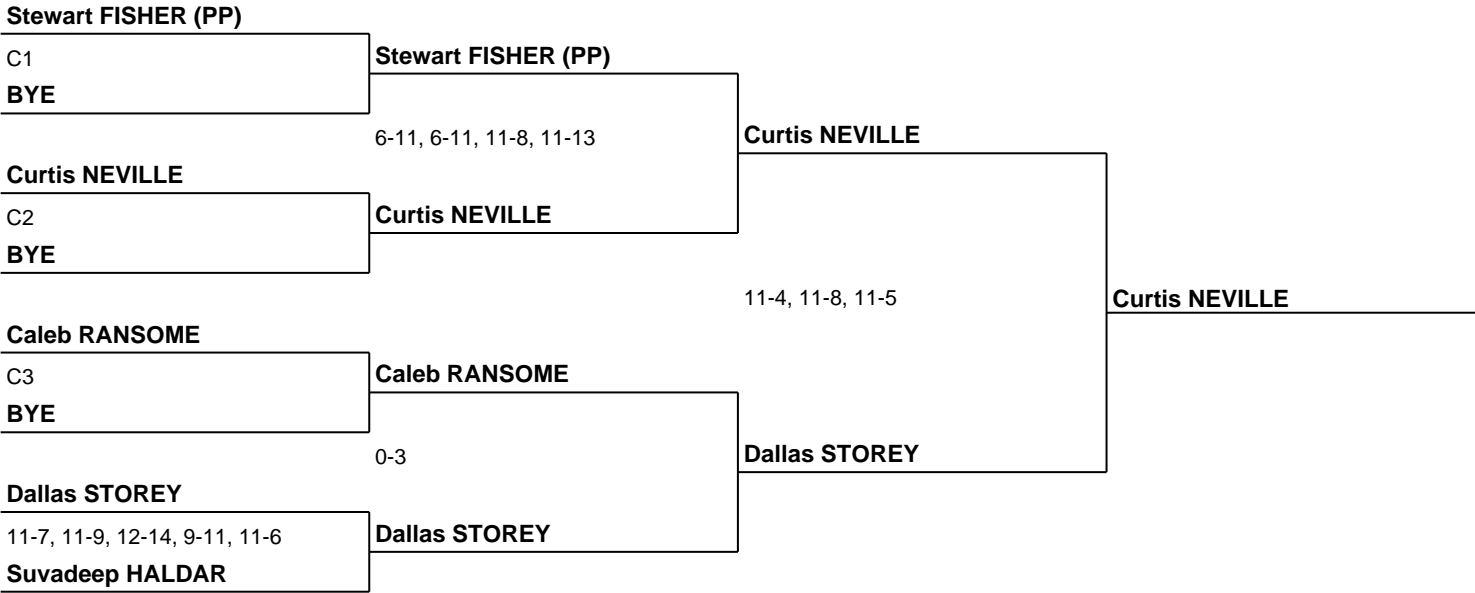 Stewart FISHER (PP)
C1
BYE
Stewart FISHER (PP)
6-11, 6-11, 11-8, 11-13
Curtis NEVILLE
Curtis NEVILLE
C2
BYE
Curtis NEVILLE
11-4, 11-8, 11-5
Curtis NEVILLE
Caleb RANSOME
C3
BYE
Caleb RANSOME
0-3
Dallas STOREY
Dallas STOREY
11-7, 11-9, 12-14, 9-11, 11-6
Suvadeep HALDAR
Dallas STOREY